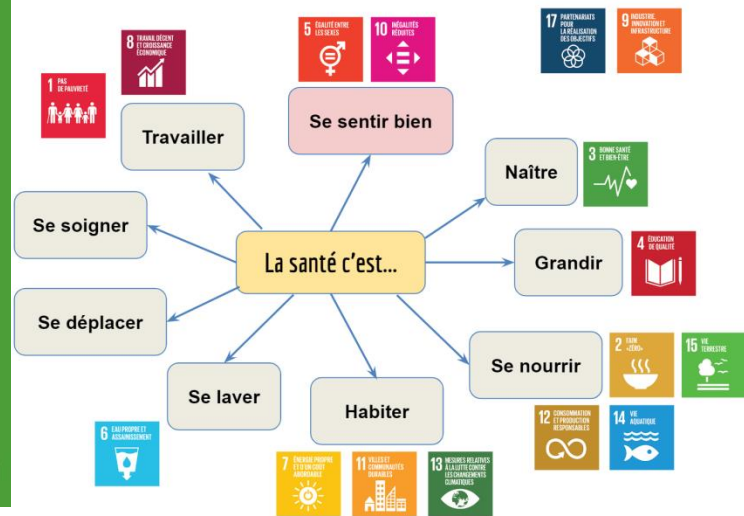 8 TRAVAIL DÉCENT
ET CROISSANCE
ÉCONOMIQUE
5 ÉGALITÉ ENTRE
LES SEXES
10 INÉGALITÉS
RÉDUITES
17 PARTENARIATS
POUR
LA RÉALISATION
DES OBJECTIFS
9 INDUSTRIE,
INNOVATION ET
INFRASTRUCTURE
1 PAS
DE PAUVRETÉ
Travailler
Se sentir bien
Naître
3 BONNE SANTÉ
ET BIEN-ÊTRE
Se soigner
La santé c'est...
Grandir
4 ÉDUCATION
DE QUALITÉ
Se déplacer
Se laver
Habiter
Se nourrir
2 FAIM
«ZÉRO»
15 VIE
TERRESTRE
6 EAU PROPRE ET
ASSAINISSEMENT
12 CONSOMMATION
ET PRODUCTION
RESPONSABLES
14 VIE
AQUATIQUE
7 ÉNERGIE PROPRE
ET D'UN COÛT
ABORDABLE
11 VILLES ET
COMMUNAUTÉS
DURABLES
13 MESURES RELATIVES
À LA LUTTE CONTRE
LES CHANGEMENTS
CLIMATIQUES